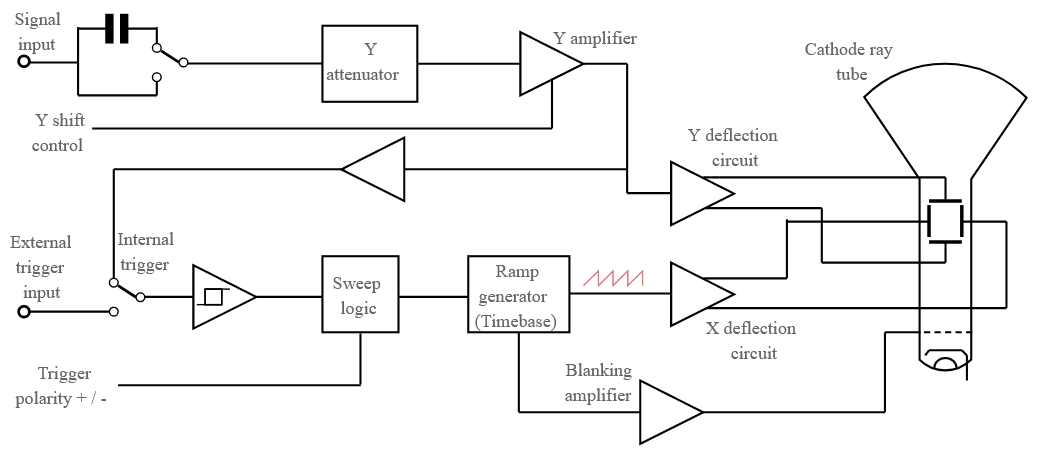 Signal
input
Y
attenuator
Y amplifier
Cathode ray
tube
Y shift
control
Y deflection
circuit
External
trigger
input
Internal
trigger
Sweep
logic
Ramp
generator
(Timebase)
X deflection
circuit
Trigger
polarity + / -
Blanking
amplifier